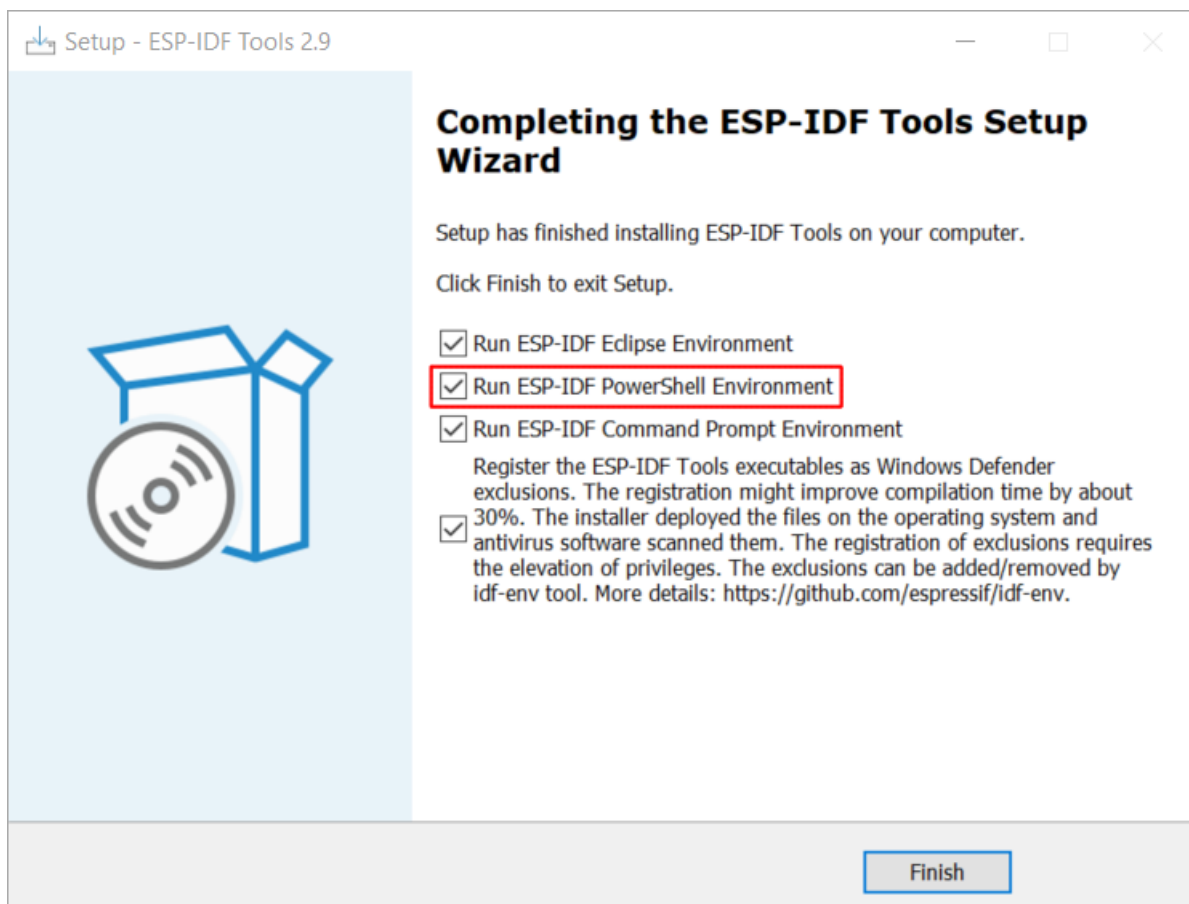 Setup - ESP-IDF Tools 2.9
Completing the ESP-IDF Tools Setup
Wizard
Setup has finished installing ESP-IDF Tools on your computer.
Click Finish to exit Setup.
Run ESP-IDF Eclipse Environment
Run ESP-IDF PowerShell Environment
Run ESP-IDF Command Prompt Environment
Register the ESP-IDF Tools executables as Windows Defender
exclusions. The registration might improve compilation time by about
30%. The installer deployed the files on the operating system and
antivirus software scanned them. The registration of exclusions requires
the elevation of privileges. The exclusions can be added/removed by
idf-env tool. More details: https://github.com/espressif/idf-env.
Finish